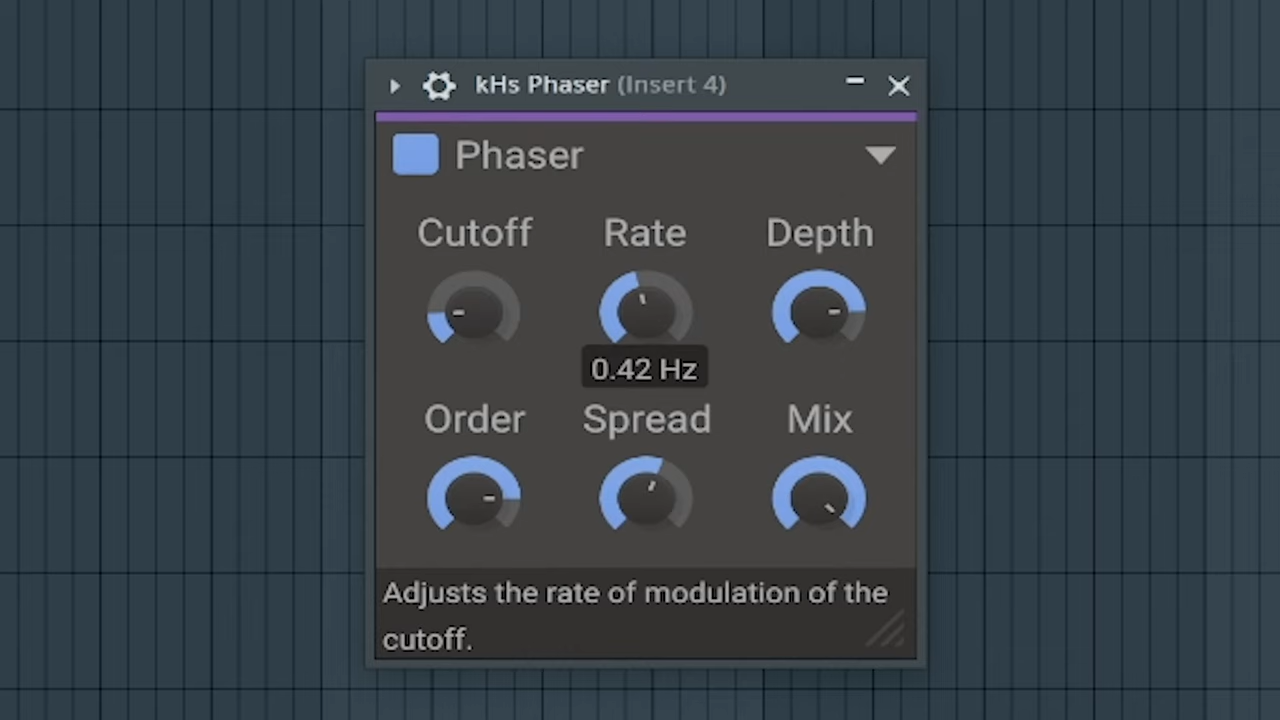 kHs Phaser (Insert 4)
Phaser
Cutoff Rate Depth
0.42 Hz
Order Spread Mix
Adjusts the rate of modulation of the
cutoff.